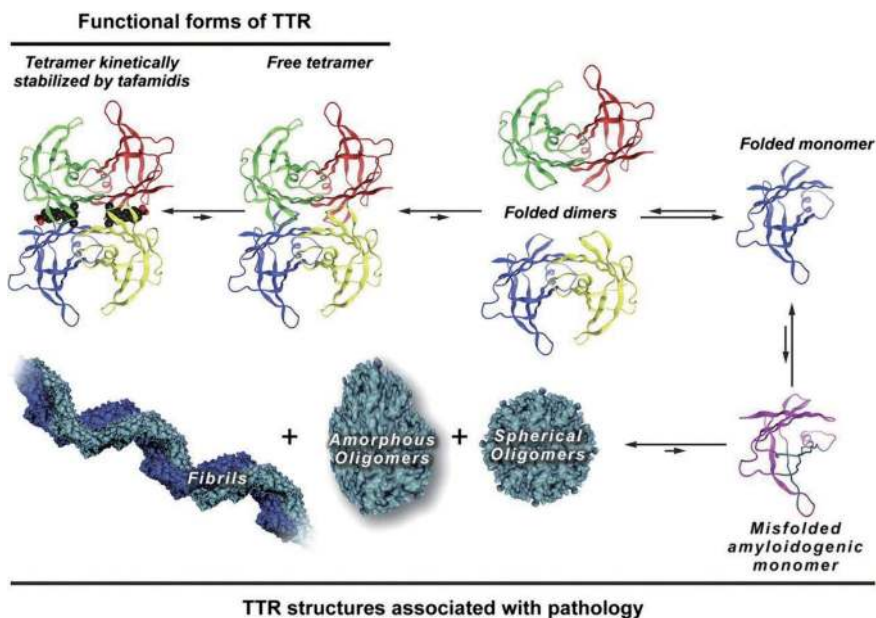 Functional forms of TTR
Tetramer kinetically
stabilized by tafamidis
Free tetramer
Folded dimers
Folded monomer
Fibrils
+
Amorphous
Oligomers
+
Spherical
Oligomers
Misfolded
amyloidogenic
monomer
TTR structures associated with pathology